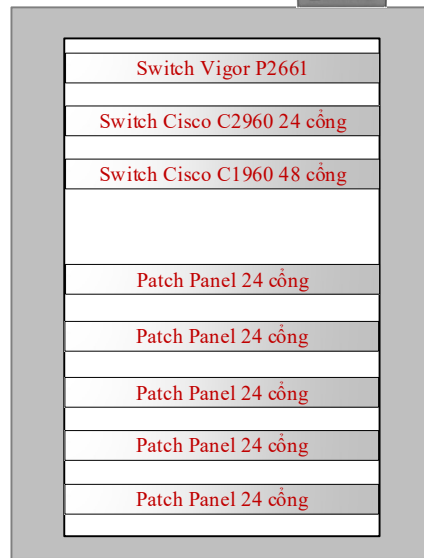 Switch Vigor P2661
Switch Cisco C2960 24 cổng
Switch Cisco C1960 48 cổng
Patch Panel 24 cổng
Patch Panel 24 cổng
Patch Panel 24 cổng
Patch Panel 24 cổng
Patch Panel 24 cổng